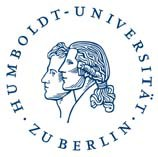 HUMBOLDT-UNIVERSITÄT
· ZU BERLIN ·